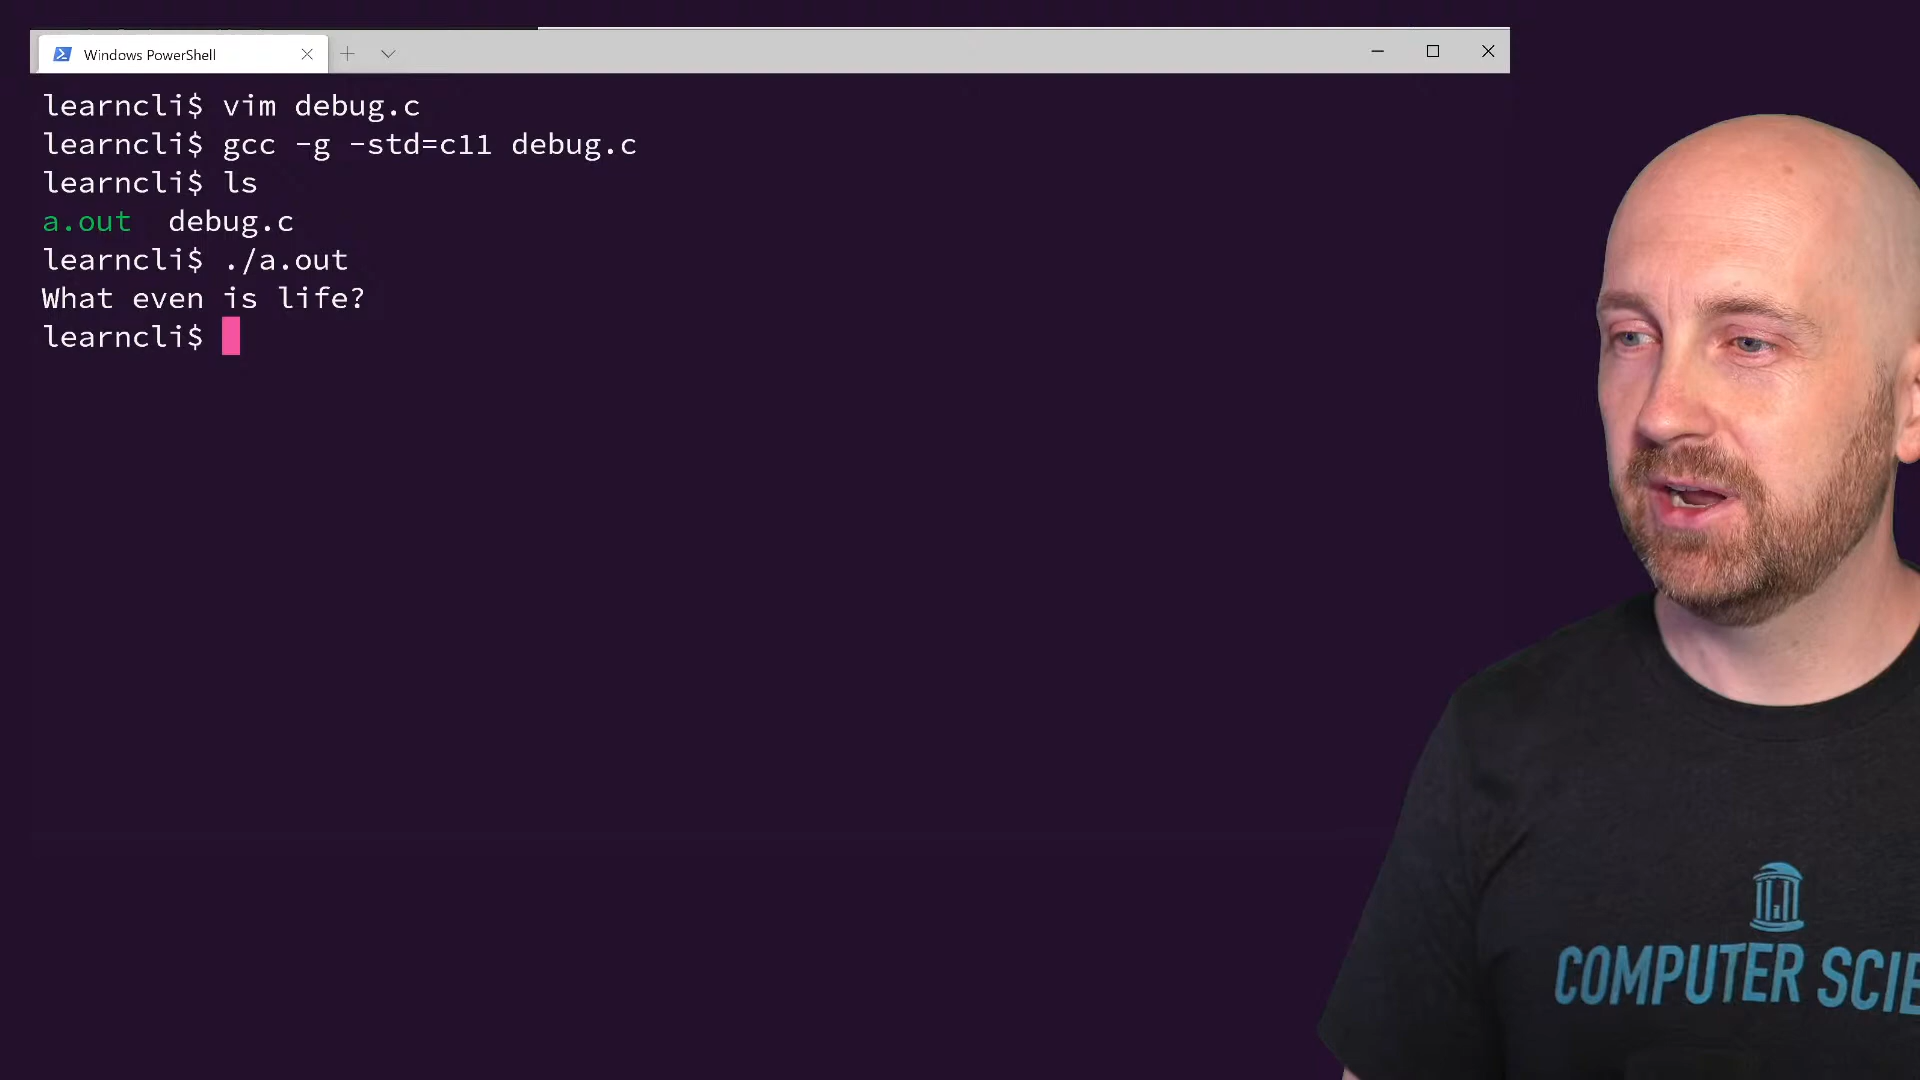 Windows PowerShell
learncli$ vim debug.c
learncli$ gcc -g -std=c11 debug.c
learncli$ ls
a.out debug.c
learncli$ ./a.out
What even is life?
learncli$
COMPUTER SCIE